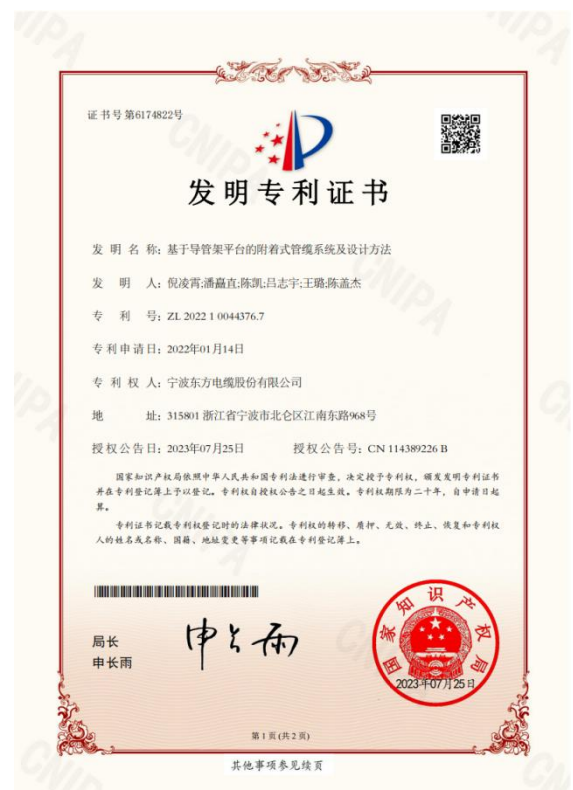 证书号第6174822号
发明专利证书
发明名称：基于导管架平台的附着式管缆系统及设计方法
发明人：倪凌霄;潘矗直;陈凯;吕志宇;王璐;陈盖杰
专利号：ZL 2022 1 0044376.7
专利申请日：2022年01月14日
专利权人：宁波东方电缆股份有限公司
地址：315801 浙江省宁波市北仑区江南东路968号
授权公告日：2023年07月25日 授权公告号：CN 114389226 B
国家知识产权局依照中华人民共和国专利法进行审查，决定授予专利权，颁发发明专利证书
并在专利登记簿上予以登记。专利权自授权公告之日起生效。专利权期限为二十年，自申请日起
算。
专利证书记载专利权登记时的法律状况。专利权的转移、质押、无效、终止、恢复和专利权
人的姓名或名称、国籍、地址变更等事项记载在专利登记簿上。
局长
申长雨
申长雨
国家知识产权局
2023年07月25日
第1页(共2页)
其他事项参见续页
CNIPA